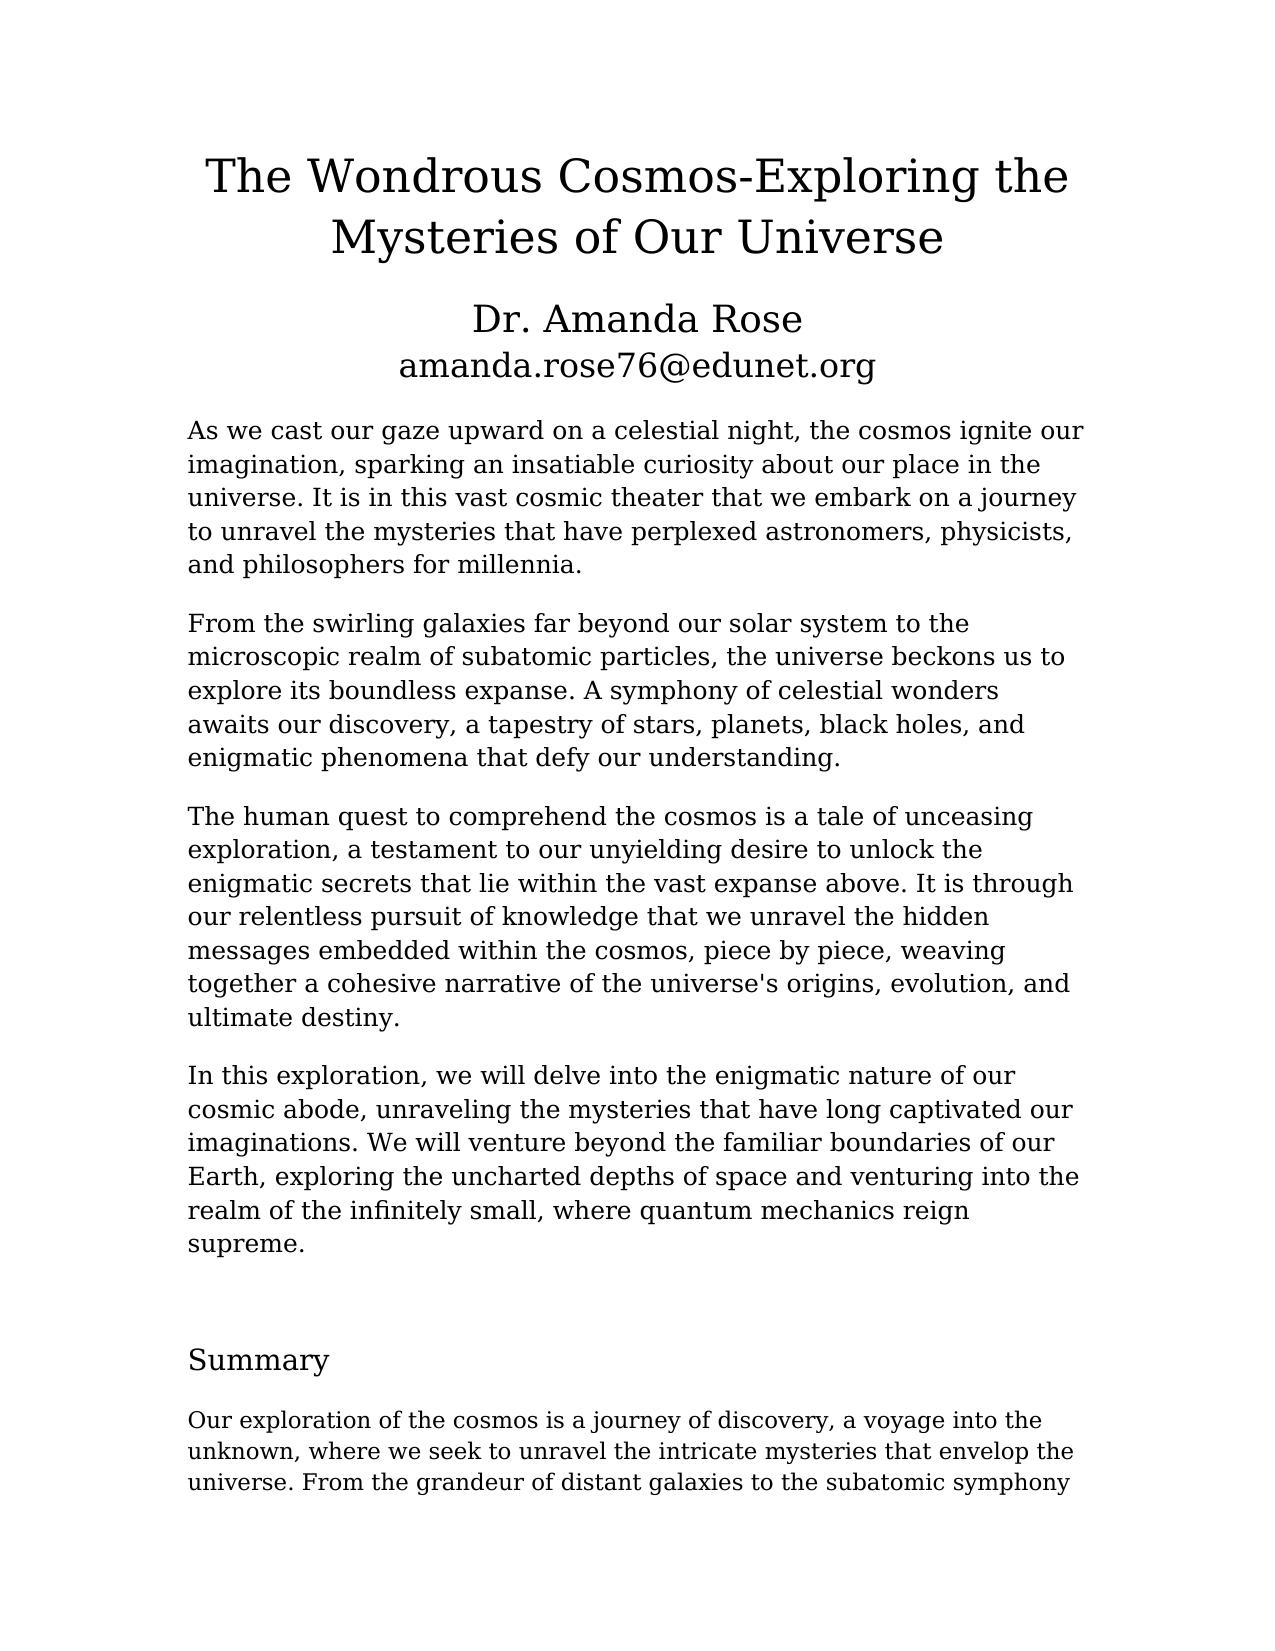 The Wondrous Cosmos-Exploring the
Mysteries of Our Universe
Dr. Amanda Rose
amanda.rose76@edunet.org
As we cast our gaze upward on a celestial night, the cosmos ignite our
imagination, sparking an insatiable curiosity about our place in the
universe. It is in this vast cosmic theater that we embark on a journey
to unravel the mysteries that have perplexed astronomers, physicists,
and philosophers for millennia.
From the swirling galaxies far beyond our solar system to the
microscopic realm of subatomic particles, the universe beckons us to
explore its boundless expanse. A symphony of celestial wonders
awaits our discovery, a tapestry of stars, planets, black holes, and
enigmatic phenomena that defy our understanding.
The human quest to comprehend the cosmos is a tale of unceasing
exploration, a testament to our unyielding desire to unlock the
enigmatic secrets that lie within the vast expanse above. It is through
our relentless pursuit of knowledge that we unravel the hidden
messages embedded within the cosmos, piece by piece, weaving
together a cohesive narrative of the universe's origins, evolution, and
ultimate destiny.
In this exploration, we will delve into the enigmatic nature of our
cosmic abode, unraveling the mysteries that have long captivated our
imaginations. We will venture beyond the familiar boundaries of our
Earth, exploring the uncharted depths of space and venturing into the
realm of the infinitely small, where quantum mechanics reign
supreme.
Summary
Our exploration of the cosmos is a journey of discovery, a voyage into the
unknown, where we seek to unravel the intricate mysteries that envelop the
universe. From the grandeur of distant galaxies to the subatomic symphony